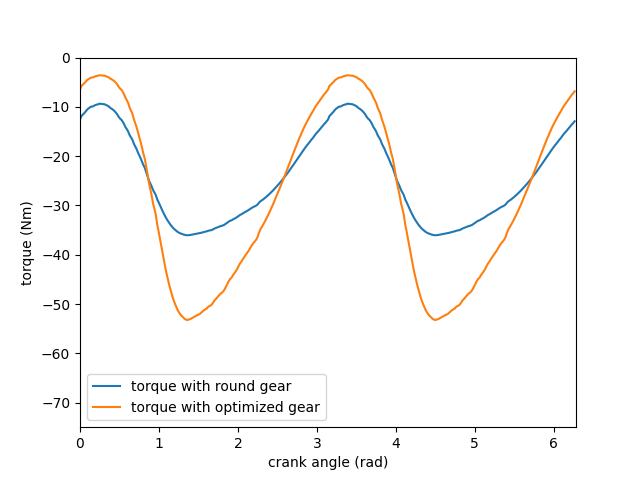 0
−10
−20
−30
−40
−50
−60
−70
torque (Nm)
torque with round gear
torque with optimized gear
0 1 2 3 4 5 6
crank angle (rad)